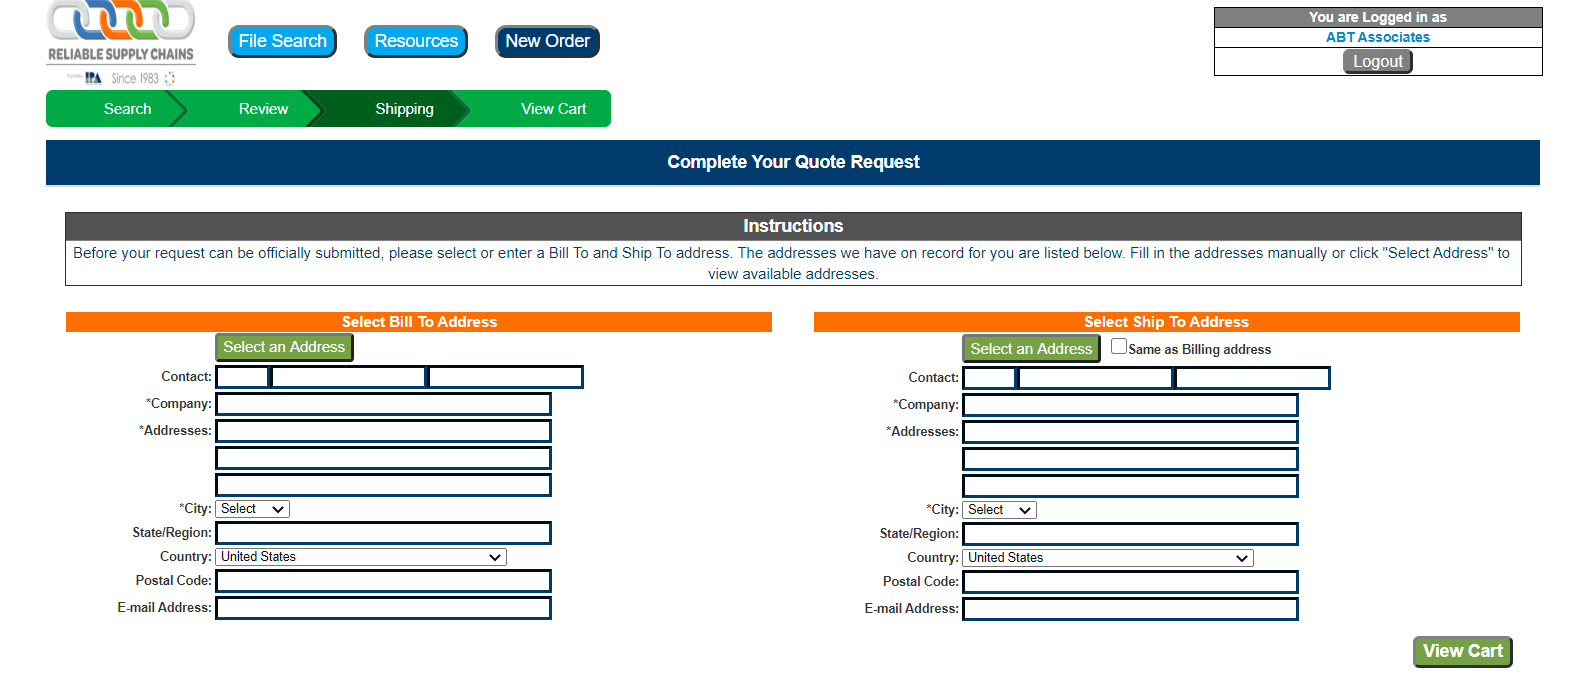 RELIABLE SUPPLY CHAINS
Formerly IDA Since 1983
File Search
Resources
New Order
You are Logged in as
ABT Associates
Logout
Search
Review
Shipping
View Cart
Complete Your Quote Request
Instructions
Before your request can be officially submitted, please select or enter a Bill To and Ship To address. The addresses we have on record for you are listed below. Fill in the addresses manually or click "Select Address" to
view available addresses.
Select Bill To Address
Select an Address
Contact:
*Company:
*Addresses:
*City: Select
State/Region:
Country: United States
Postal Code:
E-mail Address:
Select Ship To Address
Select an Address Same as Billing address
Contact:
*Company:
*Addresses:
*City: Select
State/Region:
Country: United States
Postal Code:
E-mail Address:
View Cart